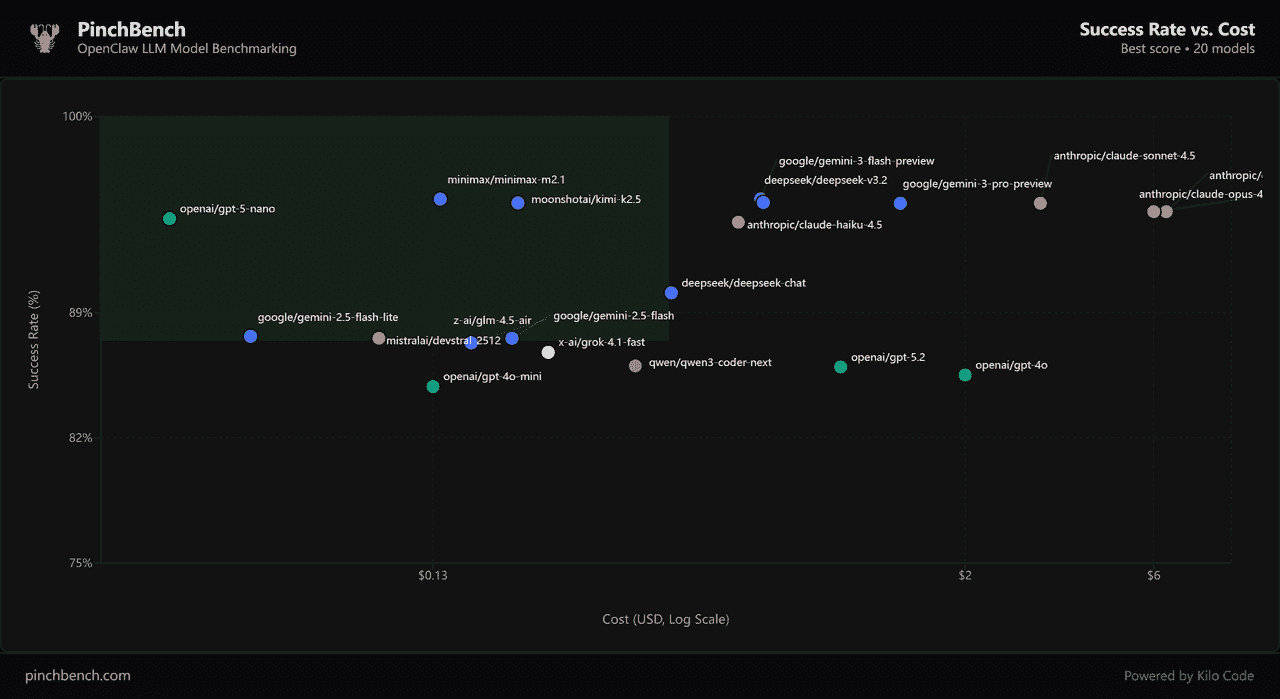 PinchBench
OpenClaw LLM Model Benchmarking
Success Rate vs. Cost
Best score • 20 models
100%
89%
82%
75%
Success Rate (%)
anthropic/claude-sonnet-4.5
google/gemini-3-flash-preview
anthropic/
minimax/minimax-m2.1
deepseek/deepseek-v3.2
google/gemini-3-pro-preview
anthropic/claude-opus-4
moonshotai/kimi-k2.5
openai/gpt-5-nano
anthropic/claude-haiku-4.5
deepseek/deepseek-chat
google/gemini-2.5-flash-lite
z-ai/glm-4.5-air
google/gemini-2.5-flash
mistralai/devstral-2512
x-ai/grok-4.1-fast
openai/gpt-5.2
qwen/qwen3-coder-next
openai/gpt-4o
openai/gpt-4o-mini
$0.13
$2
$6
Cost (USD, Log Scale)
pinchbench.com
Powered by Kilo Code